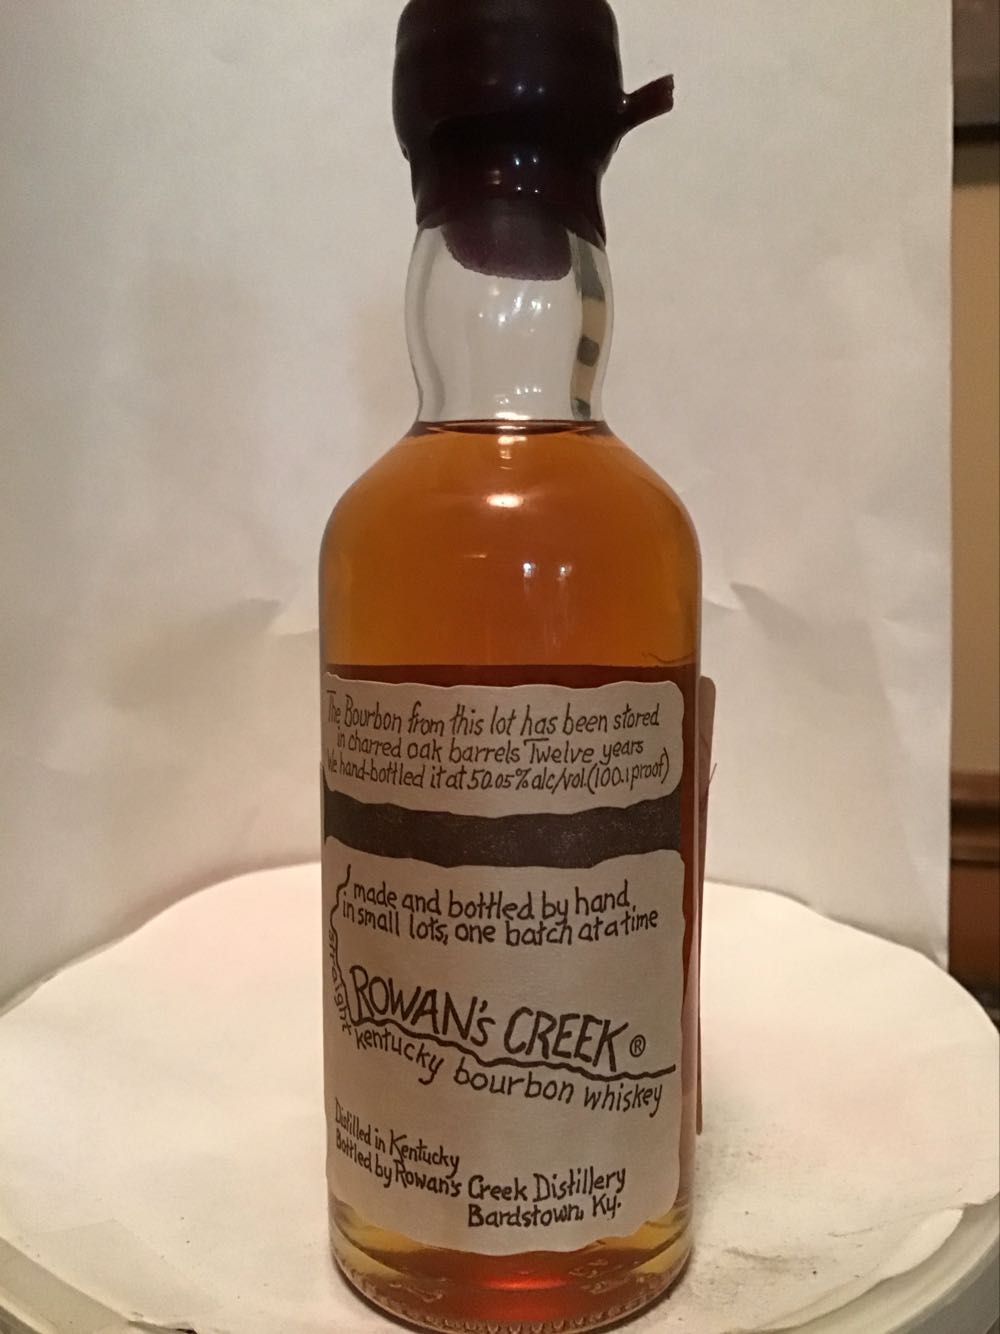 The Bourbon from this lot has been stored
in charred oak barrels Twelve years
We hand-bottled it at 50.05% alc/vol.(100.1 proof)
made and bottled by hand,
in small lots, one batch at a time
straight
ROWAN's CREEK ®
kentucky bourbon whiskey
Distilled in Kentucky
Bottled by Rowan's Creek Distillery
Bardstown, Ky.